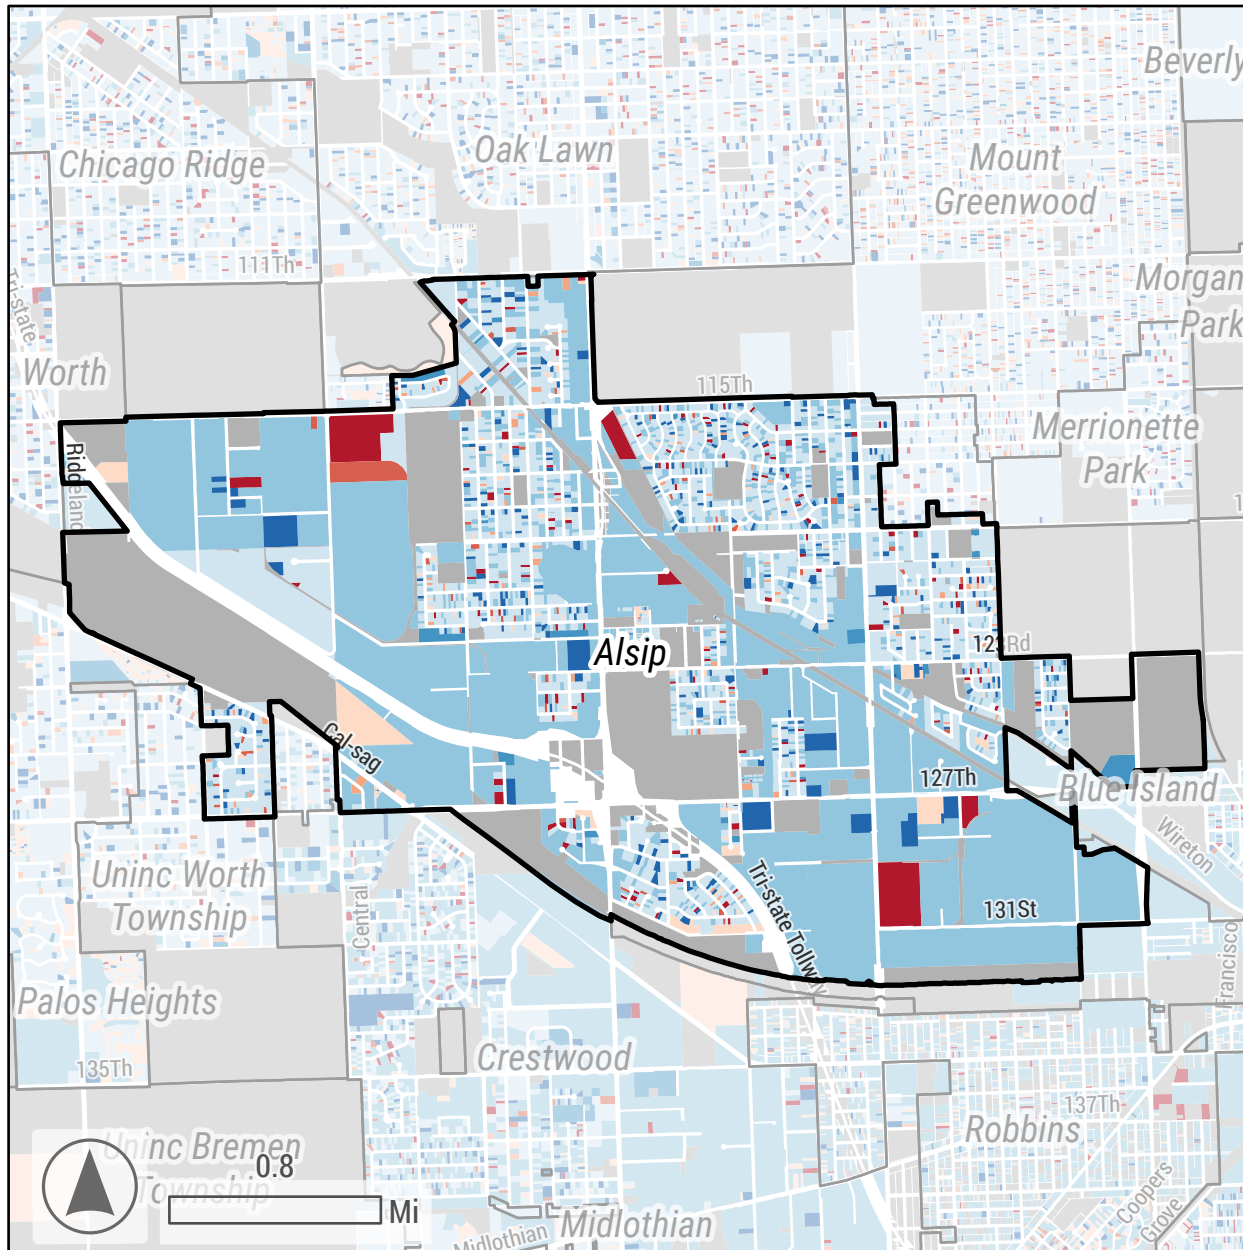 Beverly
Chicago Ridge
Oak Lawn
Mount
Greenwood
111Th
Morgan
Park
Tri-state
Worth
115Th
Merrionette
Park
Ridgeland
1
Alsip
123Rd
Cal-sag
127Th
Blue Island
Wireton
Uninc Worth
Township
Central
Tri-state Tollway
131St
Francisco
Palos Heights
Crestwood
135Th
137Th
Robbins
Uninc Bremen
Township
0.8
Mi
Coopers
Grove
Midlothian
Midlothian